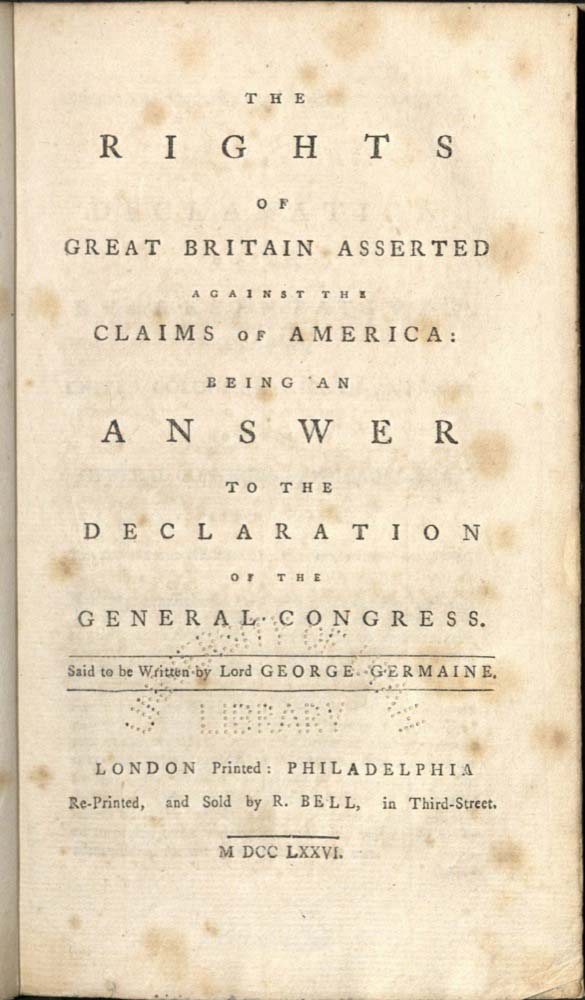 THE
RIGHTS
OF
GREAT BRITAIN ASSERTED
AGAINST THE
CLAIMS OF AMERICA:
BEING AN
ANSWER
TO THE
DECLARATION
OF THE
GENERAL CONGRESS.
Said to be Written by Lord GEORGE GERMAINE.
LIBRARY
LONDON Printed: PHILADELPHIA
Re-Printed, and Sold by R. BELL, in Third-Street.
M DCC LXXVI.